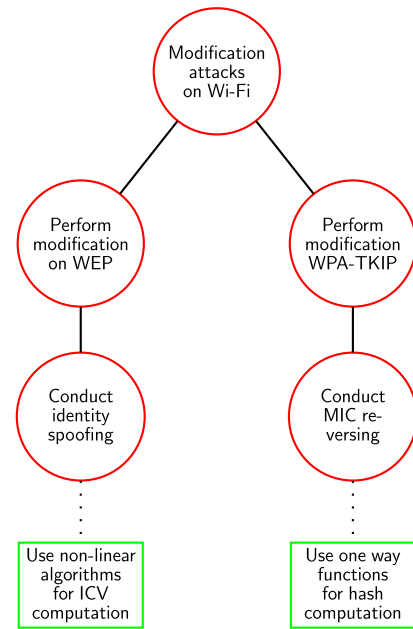 Modification
attacks
on Wi-Fi
Perform
modification
on WEP
Perform
modification
WPA-TKIP
Conduct
identity
spoofing
Conduct
MIC re-
versing
Use non-linear
algorithms
for ICV
computation
Use one way
functions
for hash
computation